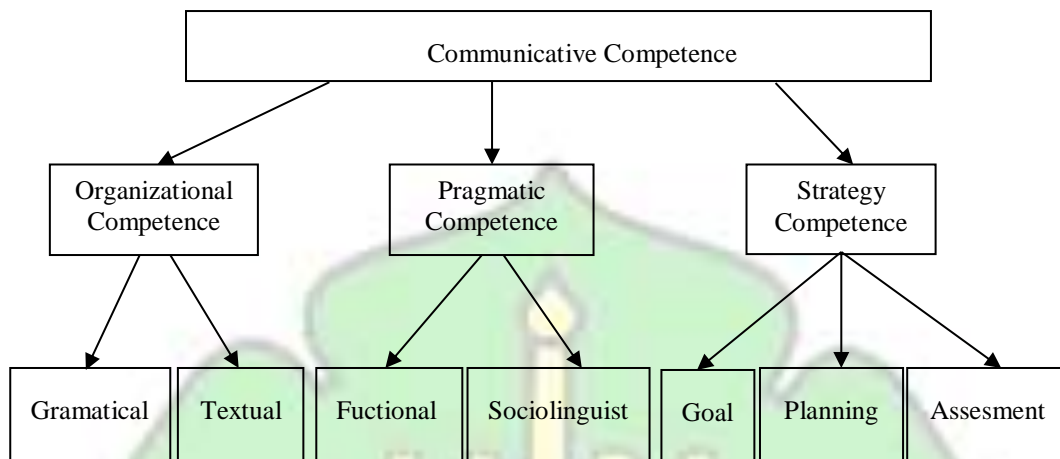 Communicative Competence
Organizational
Competence
Pragmatic
Competence
Strategy
Competence
Gramatical
Textual
Fuctional
Sociolinguist
Goal
Planning
Assesment